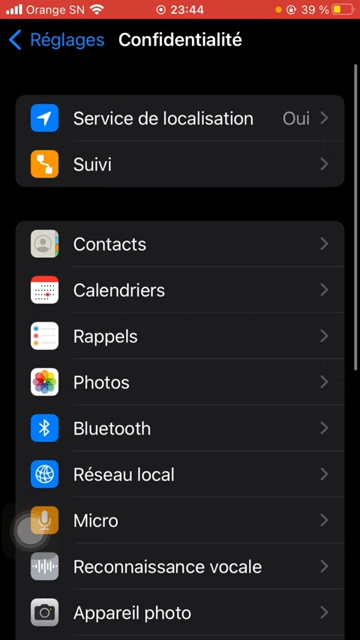 Orange SN 23:44 39 %
Réglages Confidentialité
Service de localisation Oui
Suivi
Contacts
Calendriers
Rappels
Photos
Bluetooth
Réseau local
Micro
Reconnaissance vocale
Appareil photo